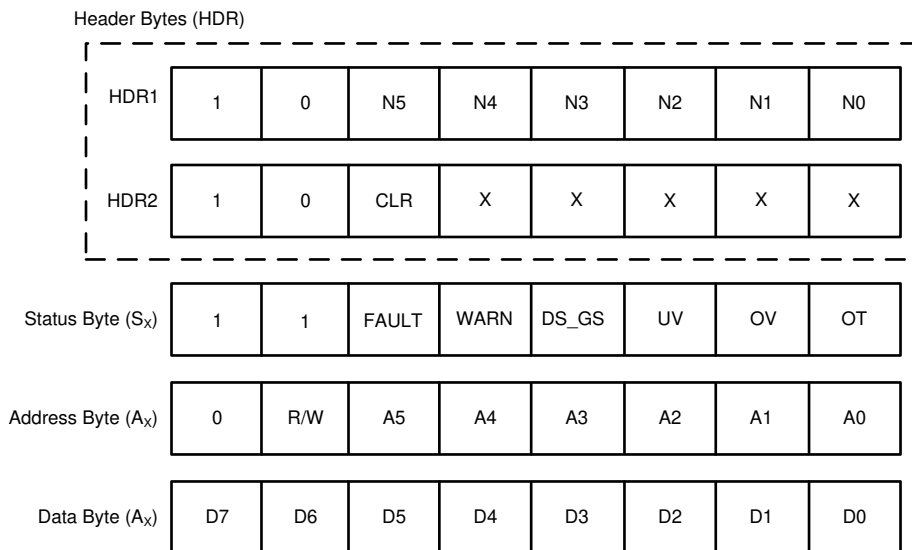 Header Bytes (HDR)
HDR1 1 0 N5 N4 N3 N2 N1 N0
HDR2 1 0 CLR X X X X X
Status Byte (SX) 1 1 FAULT WARN DS_GS UV OV OT
Address Byte (AX) 0 R/W A5 A4 A3 A2 A1 A0
Data Byte (AX) D7 D6 D5 D4 D3 D2 D1 D0